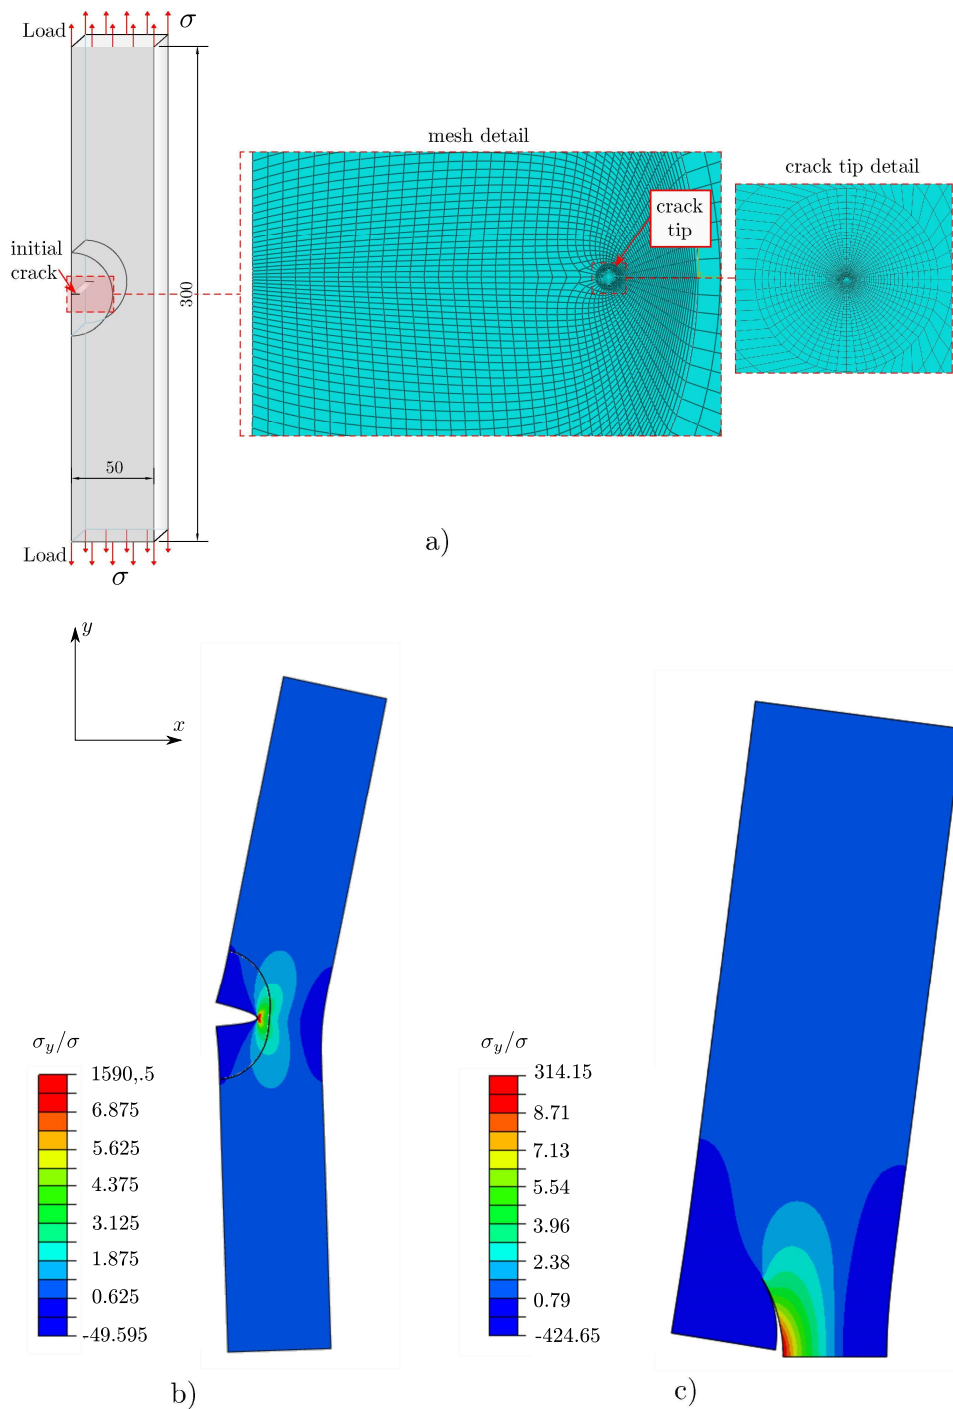 Load
σ
mesh detail
crack tip detail
crack
tip
initial
crack
300
50
Load
σ
a)
y
x
σy/σ
1590,.5
6.875
5.625
4.375
3.125
1.875
0.625
-49.595
σy/σ
314.15
8.71
7.13
5.54
3.96
2.38
0.79
-424.65
b)
c)